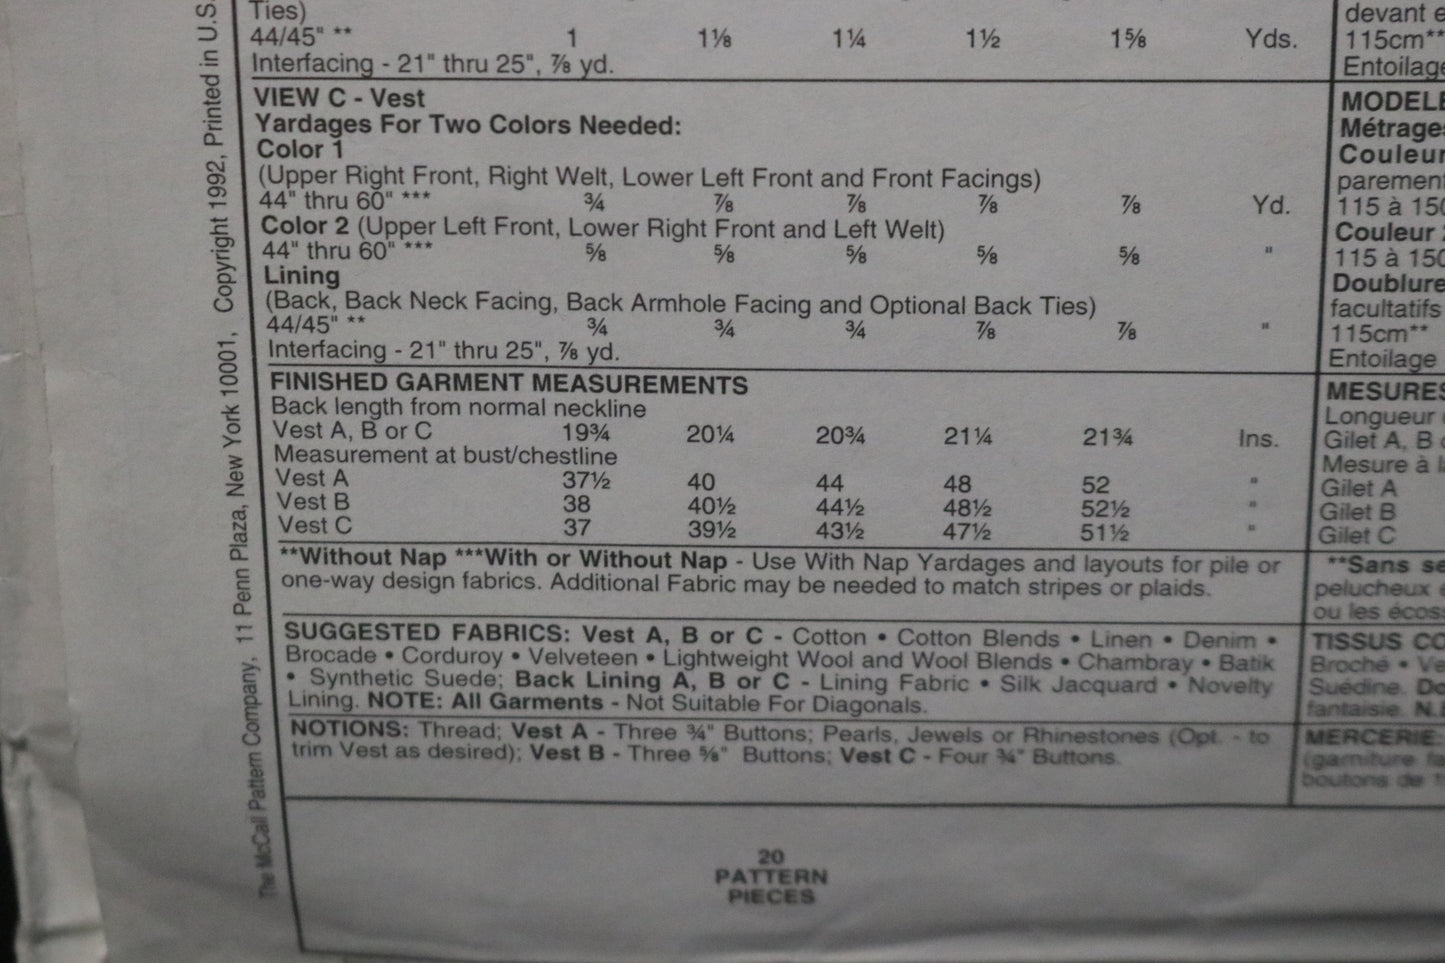 Ties)
44/45" ** 1 1⅛ 1¼ 1½ 1⅝ Yds.
Interfacing - 21" thru 25", ⅞ yd.
VIEW C - Vest
Yardages For Two Colors Needed:
Color 1
(Upper Right Front, Right Welt, Lower Left Front and Front Facings)
44" thru 60" *** ¾ ⅞ ⅞ ⅞ ⅞ Yd.
Color 2 (Upper Left Front, Lower Right Front and Left Welt)
44" thru 60" *** ⅝ ⅝ ⅝ ⅝ ⅝ "
Lining
(Back, Back Neck Facing, Back Armhole Facing and Optional Back Ties)
44/45" ** ¾ ¾ ¾ ⅞ ⅞ "
Interfacing - 21" thru 25", ⅞ yd.
FINISHED GARMENT MEASUREMENTS
Back length from normal neckline
Vest A, B or C 19¾ 20¼ 20¾ 21¼ 21¾ Ins.
Measurement at bust/chestline
Vest A 37½ 40 44 48 52 "
Vest B 38 40½ 44½ 48½ 52½ "
Vest C 37 39½ 43½ 47½ 51½ "
**Without Nap ***With or Without Nap - Use With Nap Yardages and layouts for pile or
one-way design fabrics. Additional Fabric may be needed to match stripes or plaids.
SUGGESTED FABRICS: Vest A, B or C - Cotton • Cotton Blends • Linen • Denim •
Brocade • Corduroy • Velveteen • Lightweight Wool and Wool Blends • Chambray • Batik
• Synthetic Suede; Back Lining A, B or C - Lining Fabric • Silk Jacquard • Novelty
Lining. NOTE: All Garments - Not Suitable For Diagonals.
NOTIONS: Thread; Vest A - Three ¾" Buttons; Pearls, Jewels or Rhinestones (Opt. - to
trim Vest as desired); Vest B - Three ⅝" Buttons; Vest C - Four ¾" Buttons.
20
PATTERN
PIECES
The McCall Pattern Company, 11 Penn Plaza, New York 10001, Copyright 1992, Printed in U.S.
devant e
115cm**
Entoilage
MODELE
Métrages
Couleur
parement
115 à 150
Couleur
115 à 150
Doublure
facultatifs
115cm**
Entoilage
MESURES
Longueur
Gilet A, B
Mesure à
Gilet A
Gilet B
Gilet C
**Sans se
pelucheux
ou les écos
TISSUS CO
Broché • Ve
Suédine. Do
fantaisie. N.
MERCERIE:
(garniture fa
boutons de